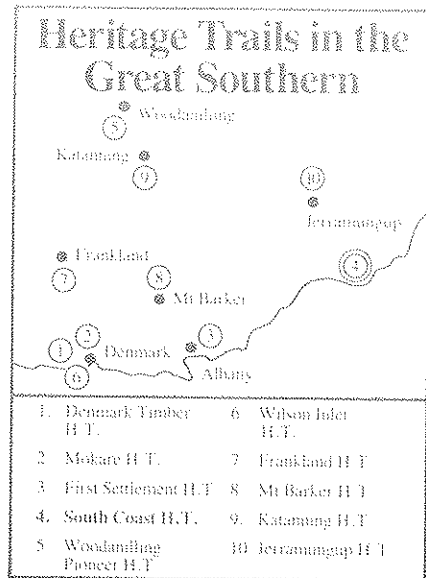 Heritage Trails in the
Great Southern
Woodanilling
5
Katanning
9
10
Jerramungup
4
Frankland
7
8
Mt Barker
2
1
Denmark
3
6
Albany
1. Denmark Timber
H.T.
2 Mokare H.T.
3 First Settlement H.T
4. South Coast H.T.
5 Woodanilling
Pioneer H.T
6 Wilson Inlet
H.T.
7 Frankland H.T
8 Mt Barker H.T
9. Katanning H.T
10 Jerramungup H.T